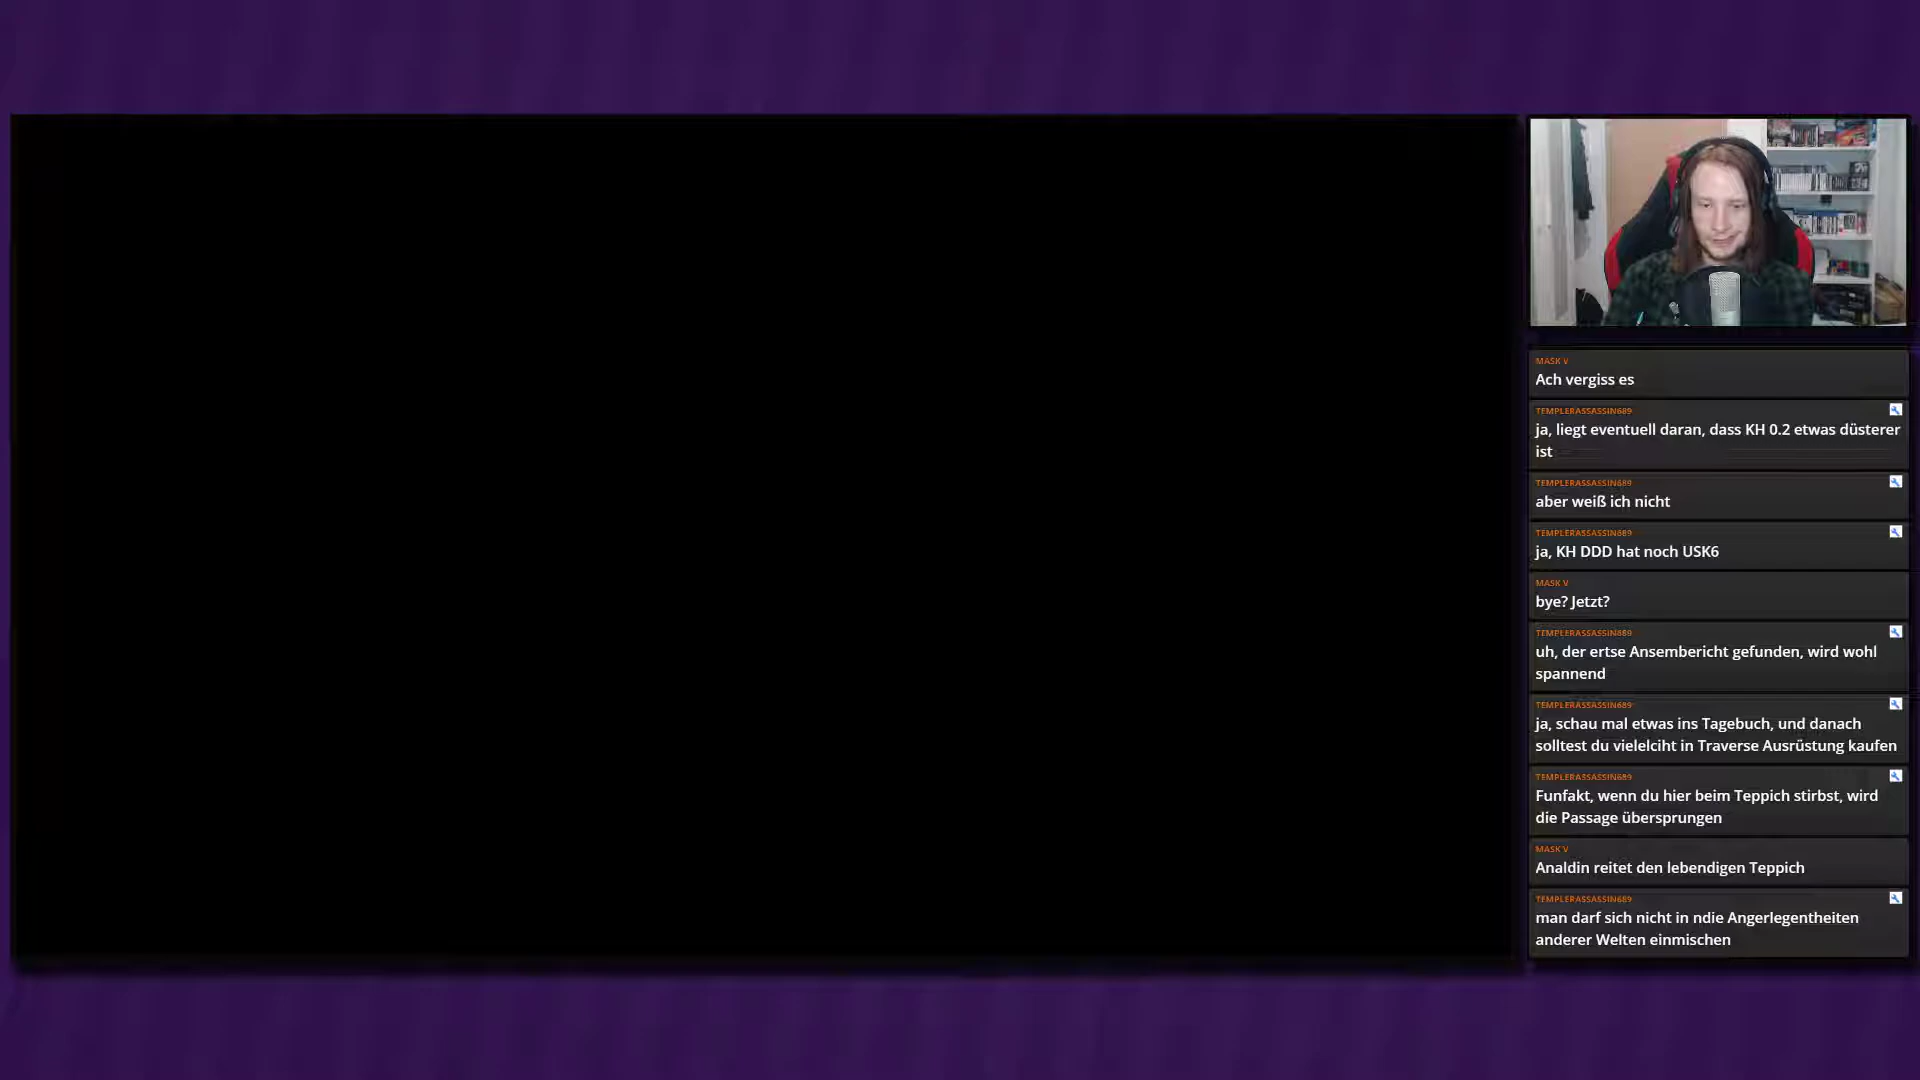 MASK V
Ach vergiss es
TEMPLERASSASSIN689
ja, liegt eventuell daran, dass KH 0.2 etwas düsterer
ist
TEMPLERASSASSIN689
aber weiß ich nicht
TEMPLERASSASSIN689
ja, KH DDD hat noch USK6
MASK V
bye? Jetzt?
TEMPLERASSASSIN689
uh, der ertse Ansembericht gefunden, wird wohl
spannend
TEMPLERASSASSIN689
ja, schau mal etwas ins Tagebuch, und danach
solltest du vielelciht in Traverse Ausrüstung kaufen
TEMPLERASSASSIN689
Funfakt, wenn du hier beim Teppich stirbst, wird
die Passage übersprungen
MASK V
Analdin reitet den lebendigen Teppich
TEMPLERASSASSIN689
man darf sich nicht in ndie Angerlegentheiten
anderer Welten einmischen